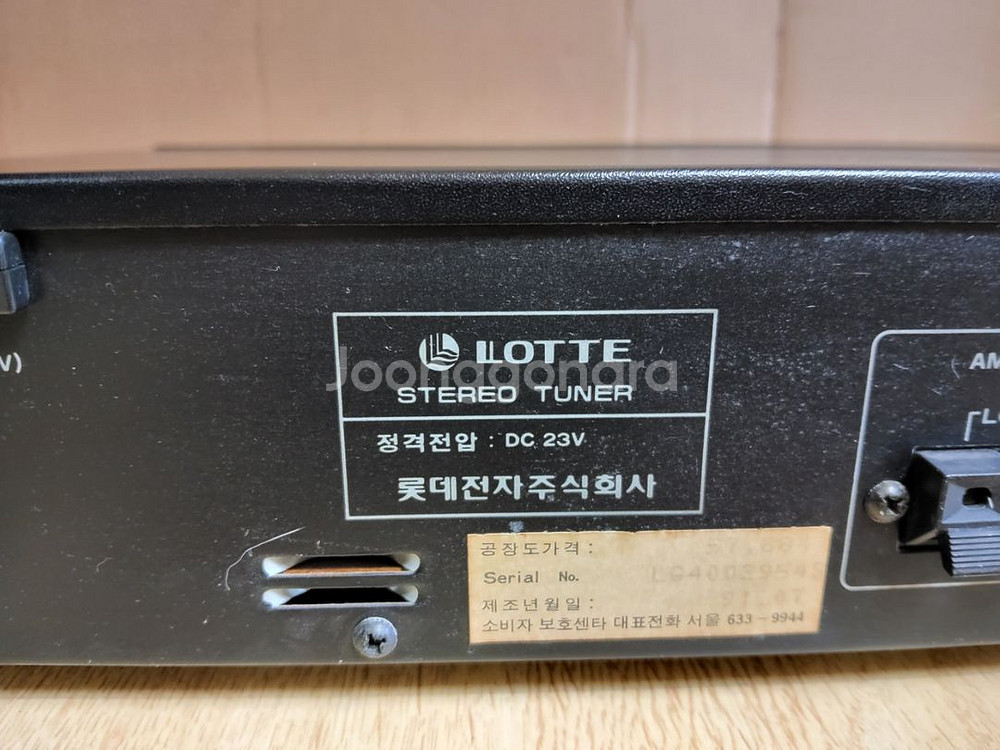 V)
LOTTE
STEREO TUNER
Joonggonara
정격전압 : DC 23V
롯데전자주식회사
AM
공장도가격 :
Serial No.
제조년월일 :
소비자 보호센타 대표전화 서울 633-9944